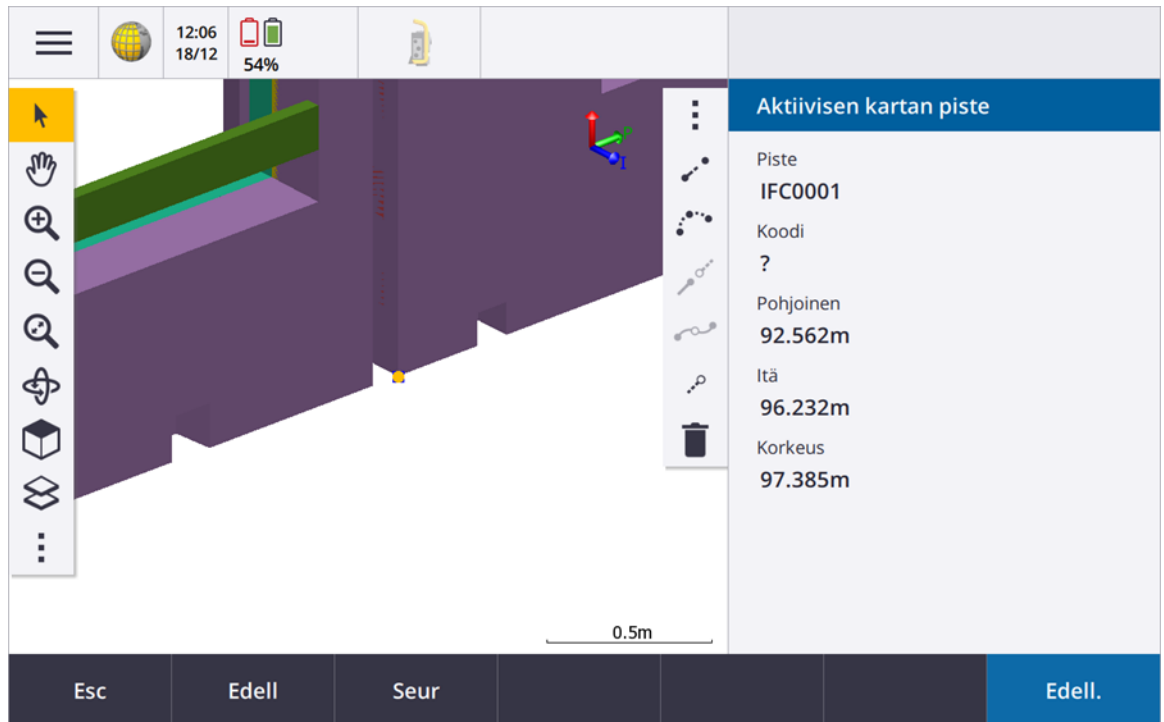 12:06
18/12
54%
Aktiivisen kartan piste
Piste
IFC0001
Koodi
?
Pohjoinen
92.562m
Itä
96.232m
Korkeus
97.385m
P
I
0.5m
Esc
Edell
Seur
Edell.